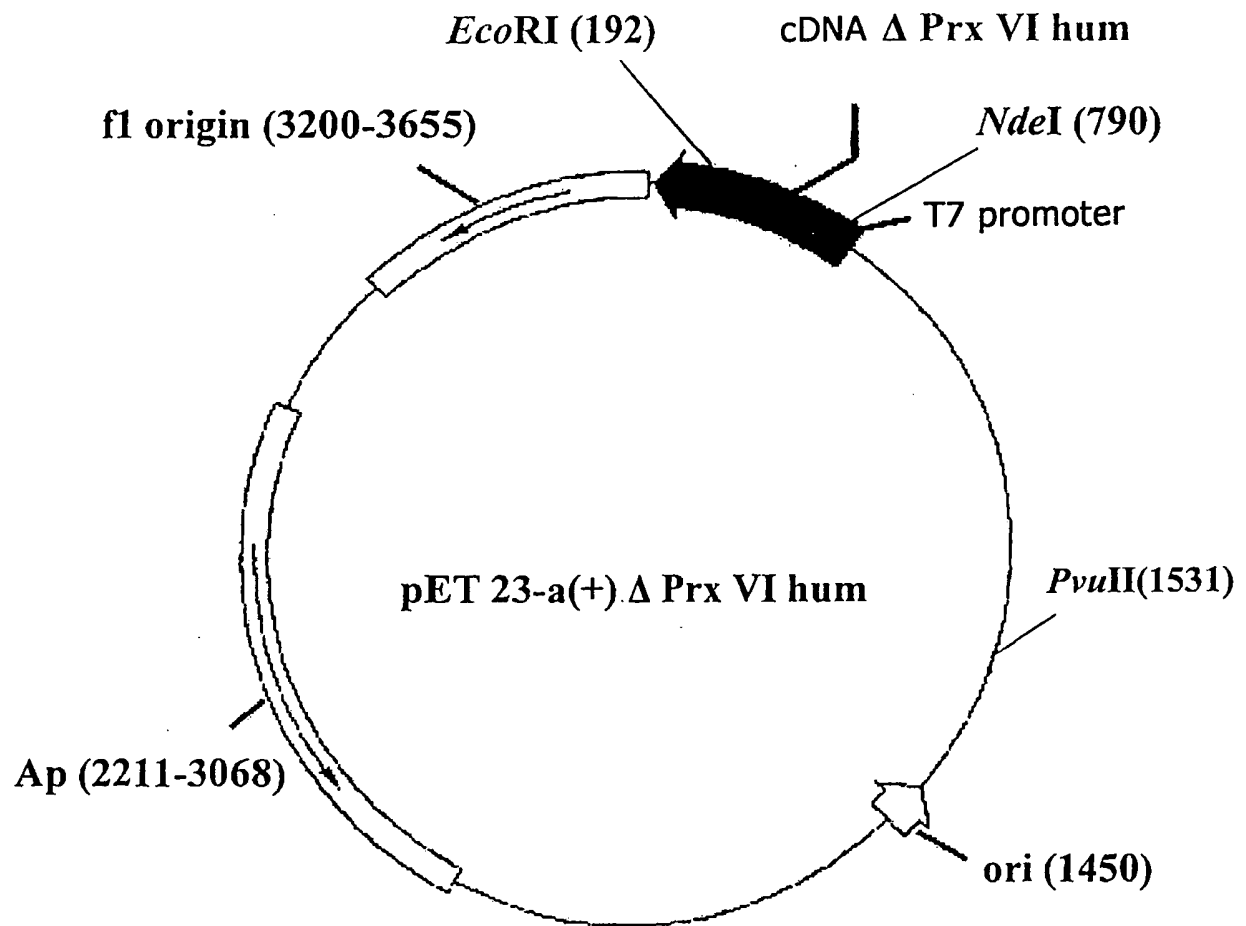 EcoRI (192)
cDNA Δ Prx VI hum
f1 origin (3200-3655)
NdeI (790)
T7 promoter
pET 23-a(+) Δ Prx VI hum
PvuII(1531)
Ap (2211-3068)
ori (1450)